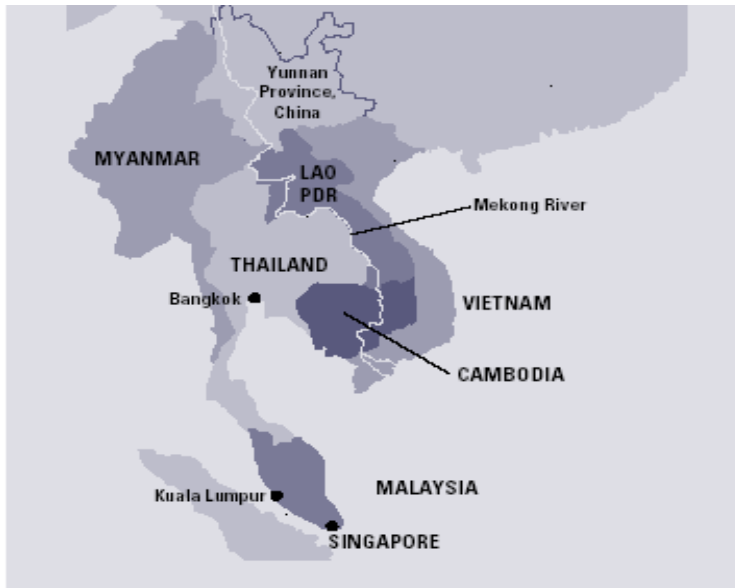 Yunnan
Province,
China
MYANMAR
LAO
PDR
Mekong River
THAILAND
Bangkok
VIETNAM
CAMBODIA
MALAYSIA
Kuala Lumpur
SINGAPORE